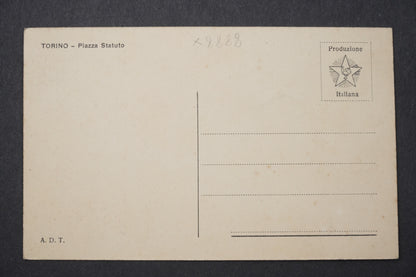 TORINO – Piazza Statuto
Produzione
Italiana
A. D. T.